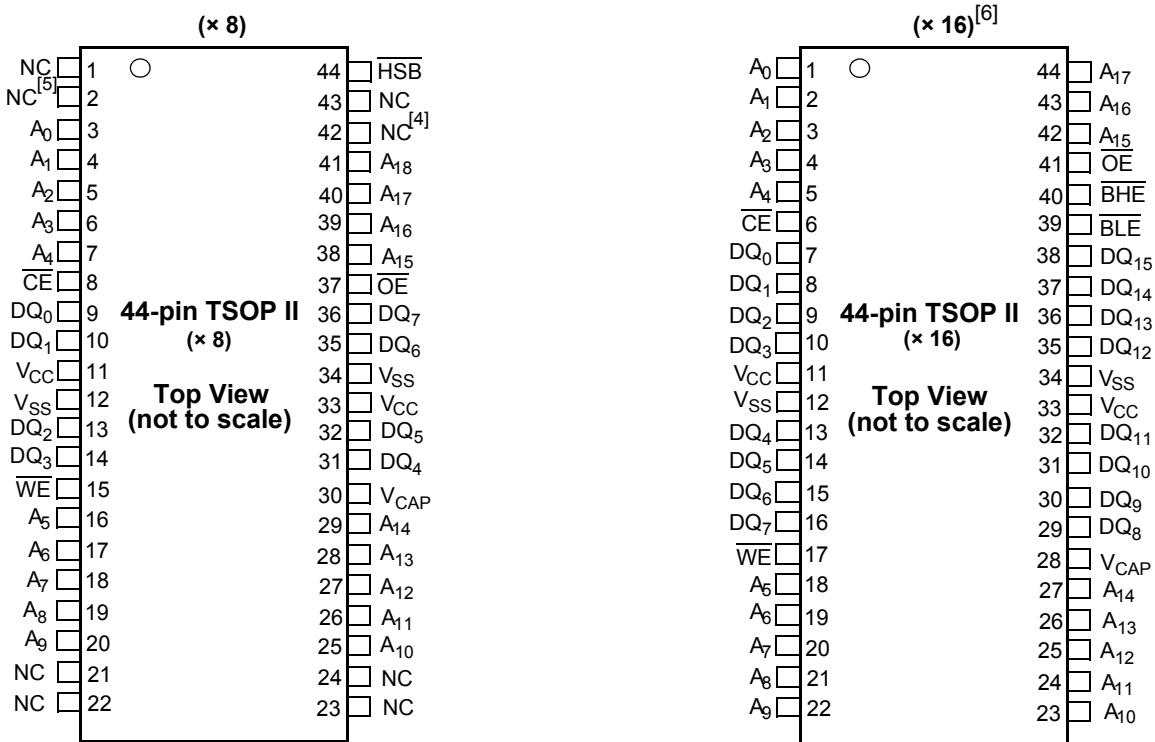 (× 8)
NC 1 44 HSB
NC[5] 2 43 NC
A0 3 42 NC[4]
A1 4 41 A18
A2 5 40 A17
A3 6 39 A16
A4 7 38 A15
CE 8 37 OE
DQ0 9 36 DQ7
DQ1 10 35 DQ6
VCC 11 34 VSS
VSS 12 33 VCC
DQ2 13 32 DQ5
DQ3 14 31 DQ4
WE 15 30 VCAP
A5 16 29 A14
A6 17 28 A13
A7 18 27 A12
A8 19 26 A11
A9 20 25 A10
NC 21 24 NC
NC 22 23 NC
44-pin TSOP II
(× 8)
Top View
(not to scale)
(× 16)[6]
A0 1 44 A17
A1 2 43 A16
A2 3 42 A15
A3 4 41 OE
A4 5 40 BHE
CE 6 39 BLE
DQ0 7 38 DQ15
DQ1 8 37 DQ14
DQ2 9 36 DQ13
DQ3 10 35 DQ12
VCC 11 34 VSS
VSS 12 33 VCC
DQ4 13 32 DQ11
DQ5 14 31 DQ10
DQ6 15 30 DQ9
DQ7 16 29 DQ8
WE 17 28 VCAP
A5 18 27 A14
A6 19 26 A13
A7 20 25 A12
A8 21 24 A11
A9 22 23 A10
44-pin TSOP II
(× 16)
Top View
(not to scale)